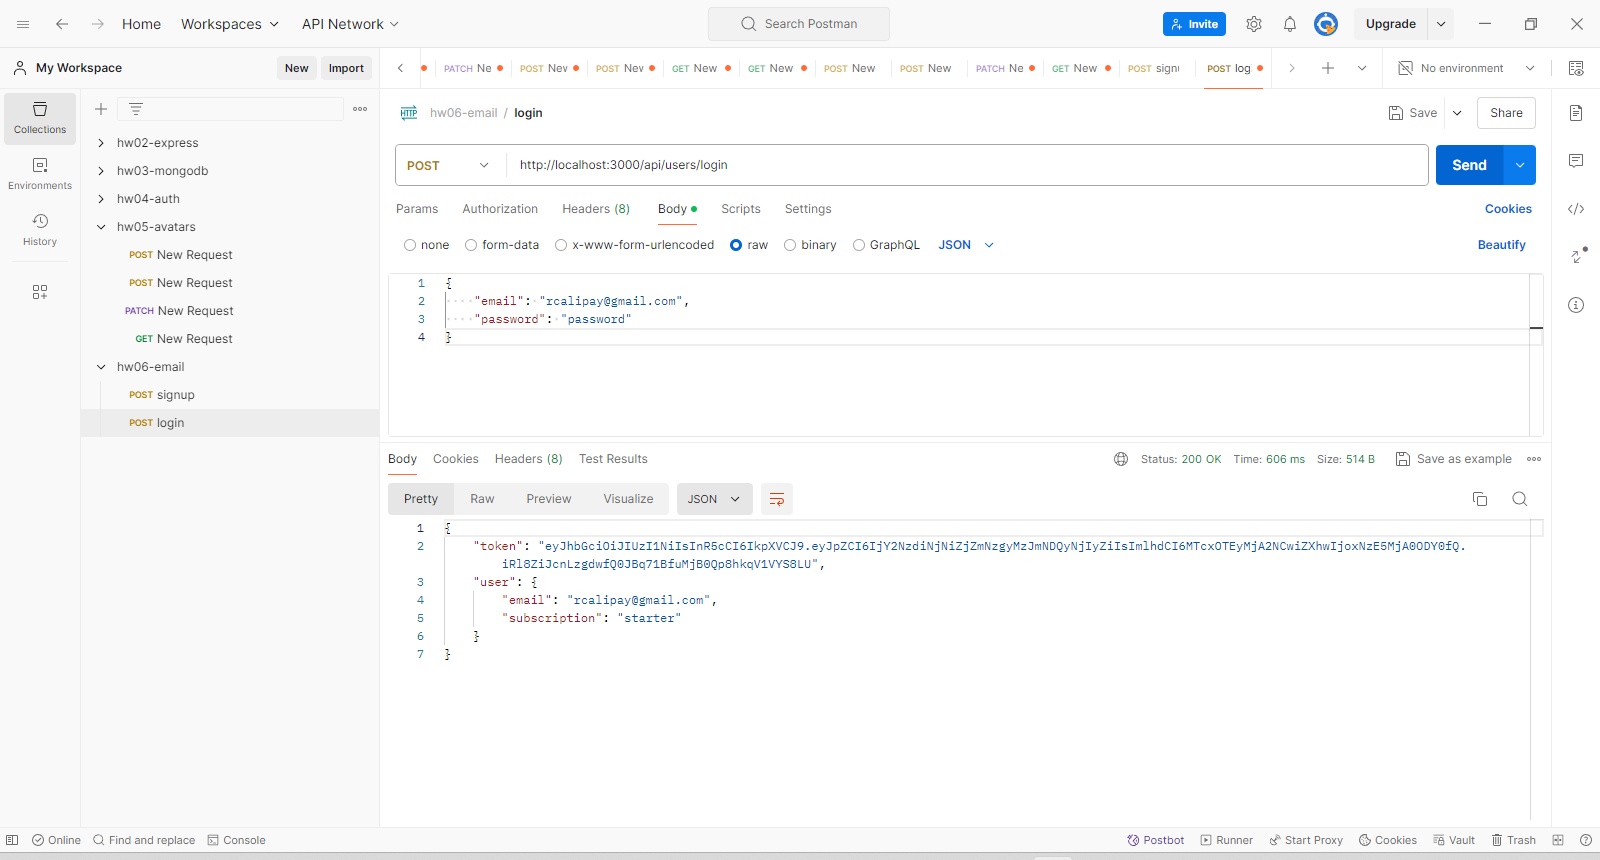 Home
Workspaces
API Network
Search Postman
Invite
Upgrade
My Workspace
New
Import
PATCH Ne
POST Nev
POST Nev
GET New
GET New
POST New
POST New
PATCH Ne
GET New
POST signu
POST log
No environment
Collections
Environments
History
hw02-express
hw03-mongodb
hw04-auth
hw05-avatars
POST New Request
POST New Request
PATCH New Request
GET New Request
hw06-email
POST signup
POST login
HTTP hw06-email / login
Save
Share
POST
http://localhost:3000/api/users/login
Send
Params Authorization Headers (8) Body Scripts Settings
Cookies
none form-data x-www-form-urlencoded raw binary GraphQL JSON
Beautify
1 {
2 "email": "rcalipay@gmail.com",
3 "password": "password"
4 }
Body Cookies Headers (8) Test Results
Status: 200 OK Time: 606 ms Size: 514 B
Save as example
Pretty Raw Preview Visualize JSON
1 {
2 "token": "eyJhbGciOiJIUzI1NiIsInR5cCI6IkpXVCJ9.eyJpZCI6IjY2NzdiNjNiZjZmNzgyMzJmNDQyNjIyZiIsImlhdCI6MTcxOTEyMjA2NCwiZXhwIjoxNzE5MjA0ODY0fQ.
iRl8ZiJcnLzgdwfQ0JBq71BfuMjB0Qp8hkqV1VYS8LU",
3 "user": {
4 "email": "rcalipay@gmail.com",
5 "subscription": "starter"
6 }
7 }
Online
Find and replace
Console
Postbot
Runner
Start Proxy
Cookies
Vault
Trash